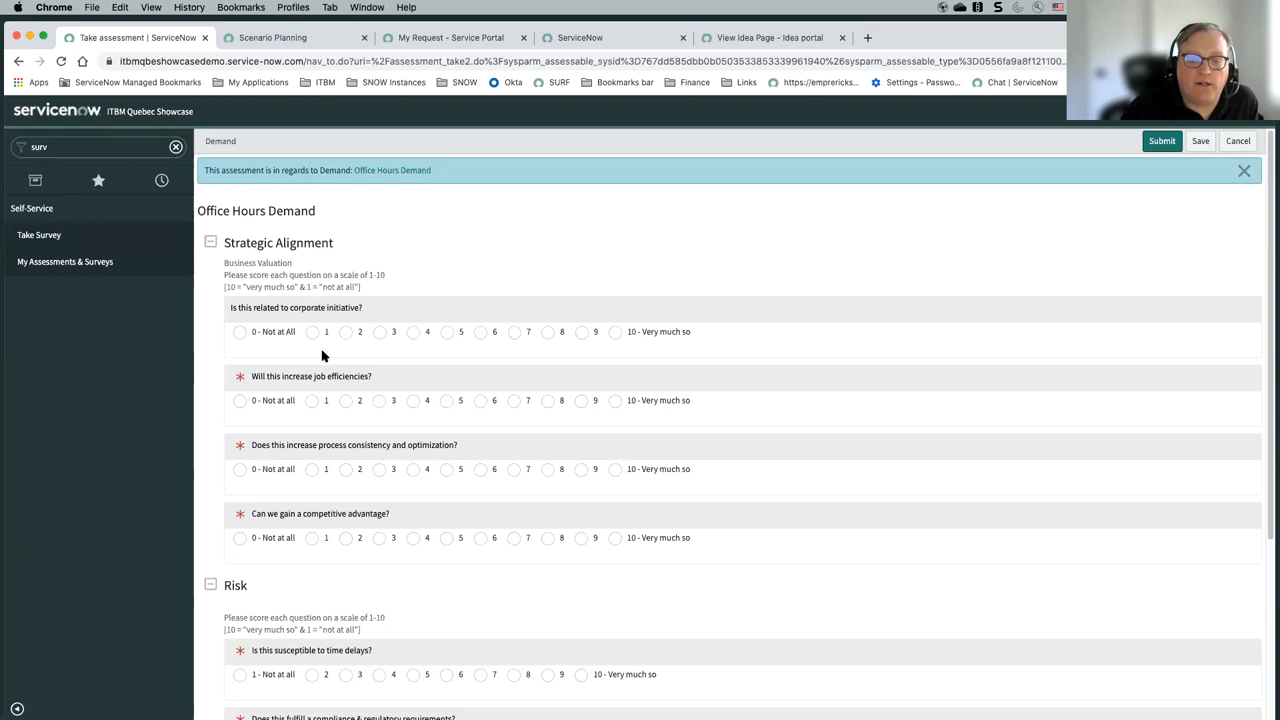 Chrome File Edit View History Bookmarks Profiles Tab Window Help
Take assessment | ServiceNow
Scenario Planning
My Request - Service Portal
ServiceNow
View Idea Page - Idea portal
itbmqbeshowcasedemo.service-now.com/nav_to.do?uri=%2Fassessment_take2.do%3Fsysparm_assessable_sysid%3D767dd585dbb0b0503533853339961940%26sysparm_assessable_type%3D0556fa9a8f121100...
Apps ServiceNow Managed Bookmarks My Applications ITBM SNOW Instances SNOW Okta SURF Bookmarks bar Finance Links https://emprericks... Settings - Passwo... Chat | ServiceNow
servicenow ITBM Quebec Showcase
surv
Self-Service
Take Survey
My Assessments & Surveys
Demand
Submit Save Cancel
This assessment is in regards to Demand: Office Hours Demand
Office Hours Demand
Strategic Alignment
Business Valuation
Please score each question on a scale of 1-10
[10 = "very much so" & 1 = "not at all"]
Is this related to corporate initiative?
0 - Not at All 1 2 3 4 5 6 7 8 9 10 - Very much so
* Will this increase job efficiencies?
0 - Not at all 1 2 3 4 5 6 7 8 9 10 - Very much so
* Does this increase process consistency and optimization?
0 - Not at all 1 2 3 4 5 6 7 8 9 10 - Very much so
* Can we gain a competitive advantage?
0 - Not at all 1 2 3 4 5 6 7 8 9 10 - Very much so
Risk
Please score each question on a scale of 1-10
[10 = "very much so" & 1 = "not at all"]
* Is this susceptible to time delays?
1 - Not at all 2 3 4 5 6 7 8 9 10 - Very much so
* Does this fulfill a compliance & regulatory requirements?